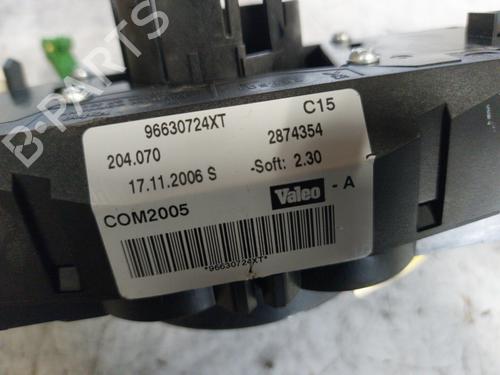 B-PARTS
96630724XT C15
204.070 2874354
17.11.2006 S -Soft: 2.30
COM2005 Valeo - A
*96630724XT*